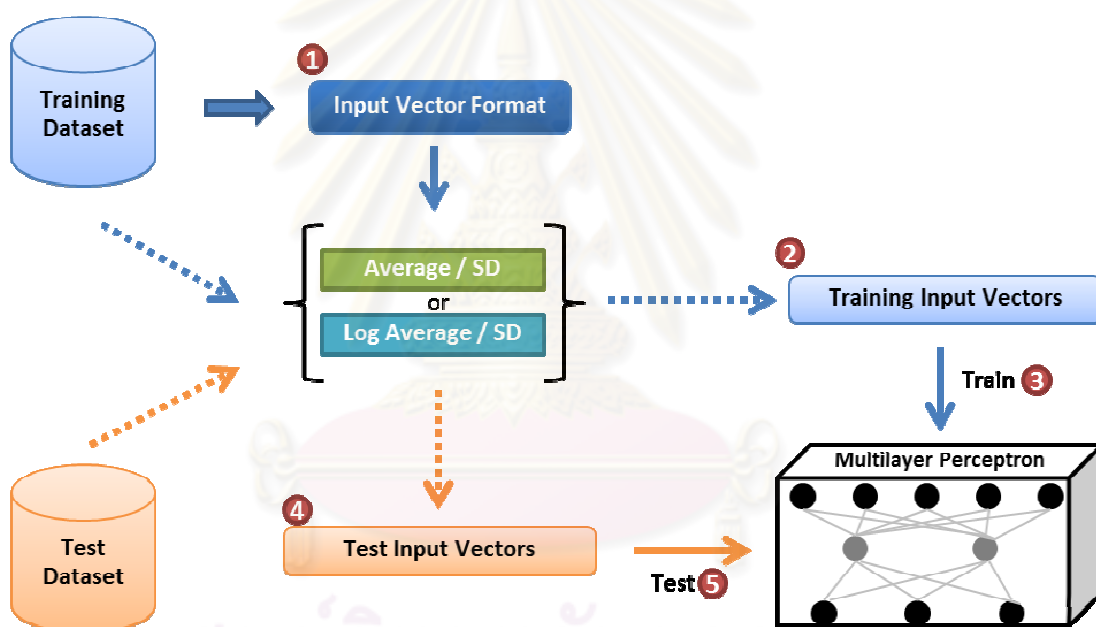 Training
Dataset
1
Input Vector Format
Average / SD
or
Log Average / SD
2
Training Input Vectors
Train 3
Multilayer Perceptron
4
Test Input Vectors
Test 5
Test
Dataset